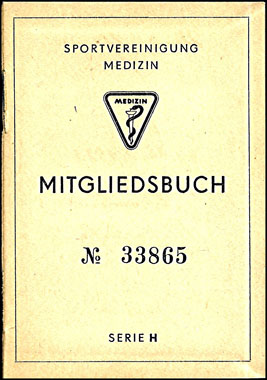 SPORTVEREINIGUNG
MEDIZIN
MEDIZIN
MITGLIEDSBUCH
№ 33865
SERIE H